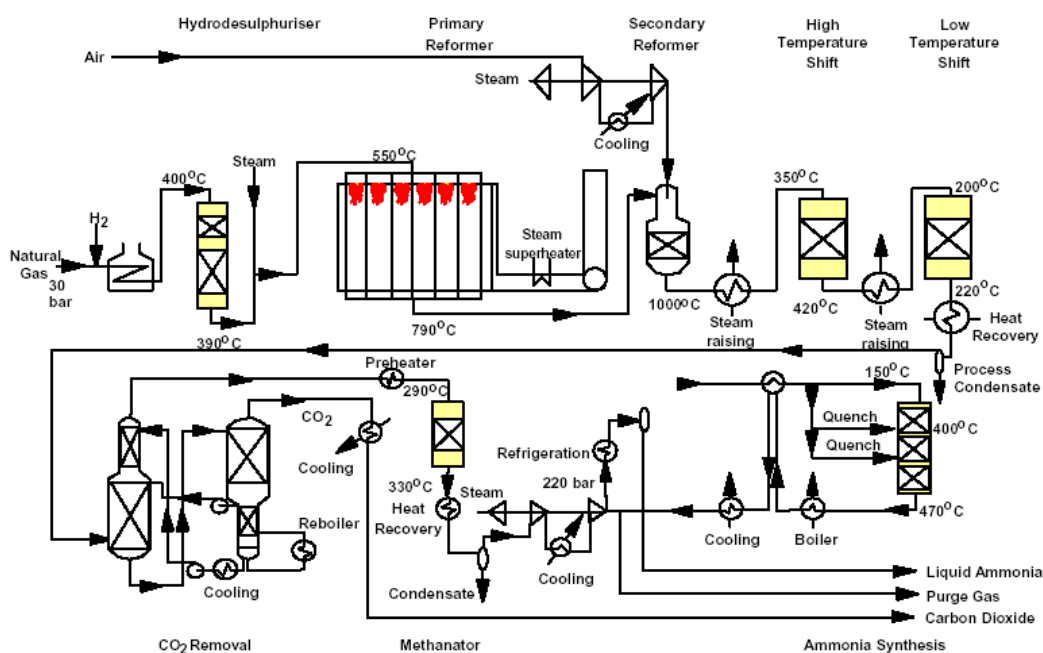 Hydrodesulphuriser
Primary
Reformer
Secondary
Reformer
High
Temperature
Shift
Low
Temperature
Shift
Air
Steam
Cooling
Steam
550°C
400°C
350°C
200°C
H2
Natural
Gas
30
bar
Steam
superheater
1000°C
Steam
raising
420°C
Steam
raising
220°C
Heat
Recovery
390°C
790°C
Process
Condensate
Preheater
290°C
150°C
CO2
Quench
400°C
Quench
Cooling
Refrigeration
330°C
Heat
Recovery
Steam
220 bar
470°C
Reboiler
Cooling
Boiler
Cooling
Cooling
Condensate
Liquid Ammonia
Purge Gas
Carbon Dioxide
CO2 Removal
Methanator
Ammonia Synthesis